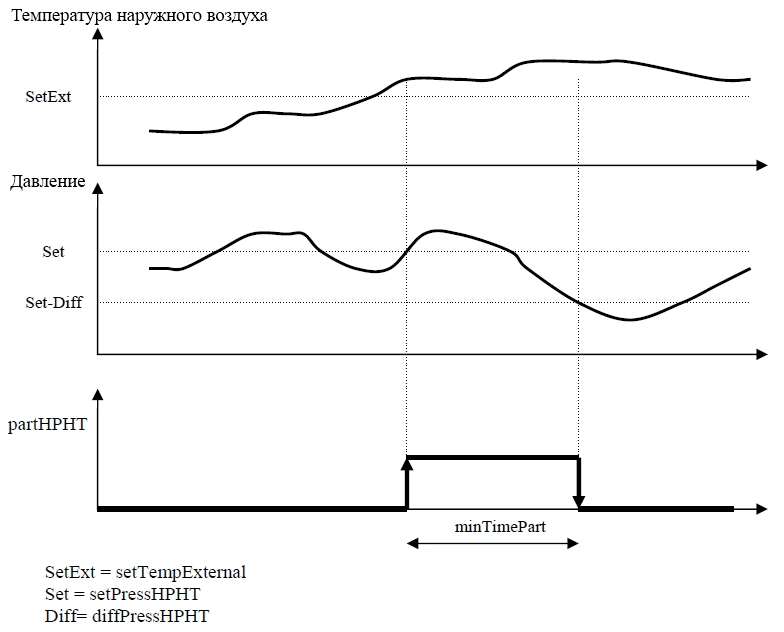 Температура наружного воздуха
SetExt
Давление
Set
Set-Diff
partHPHT
minTimePart
SetExt = setTempExternal
Set = setPressHPHT
Diff= diffPressHPHT